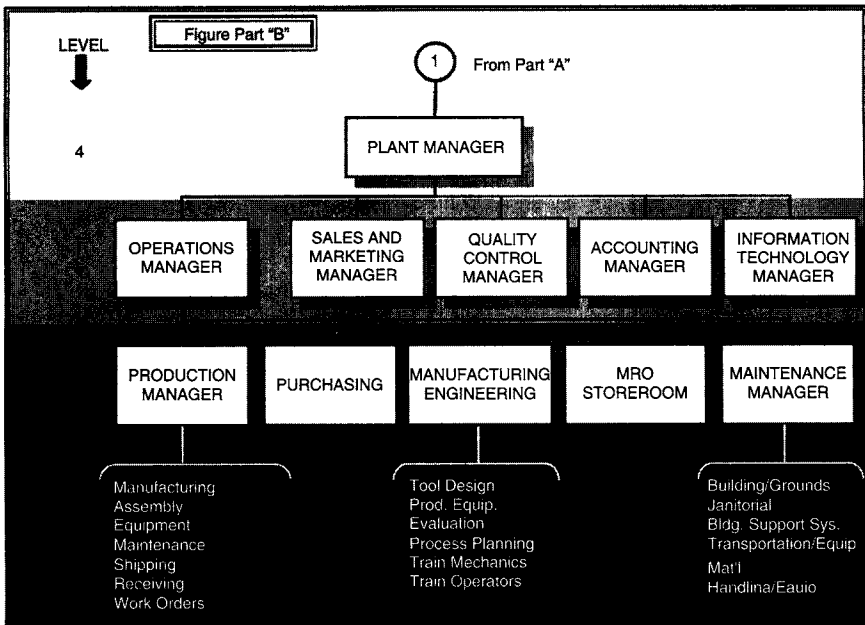 Figure Part "B"
LEVEL
1
From Part "A"
4
PLANT MANAGER
OPERATIONS
MANAGER
SALES AND
MARKETING
MANAGER
QUALITY
CONTROL
MANAGER
ACCOUNTING
MANAGER
INFORMATION
TECHNOLOGY
MANAGER
PRODUCTION
MANAGER
PURCHASING
MANUFACTURING
ENGINEERING
MRO
STOREROOM
MAINTENANCE
MANAGER
Manufacturing
Assembly
Equipment
Maintenance
Shipping
Receiving
Work Orders
Tool Design
Prod. Equip.
Evaluation
Process Planning
Train Mechanics
Train Operators
Building/Grounds
Janitorial
Bldg. Support Sys.
Transportation/Equip
Mat'l
Handlina/Eauio